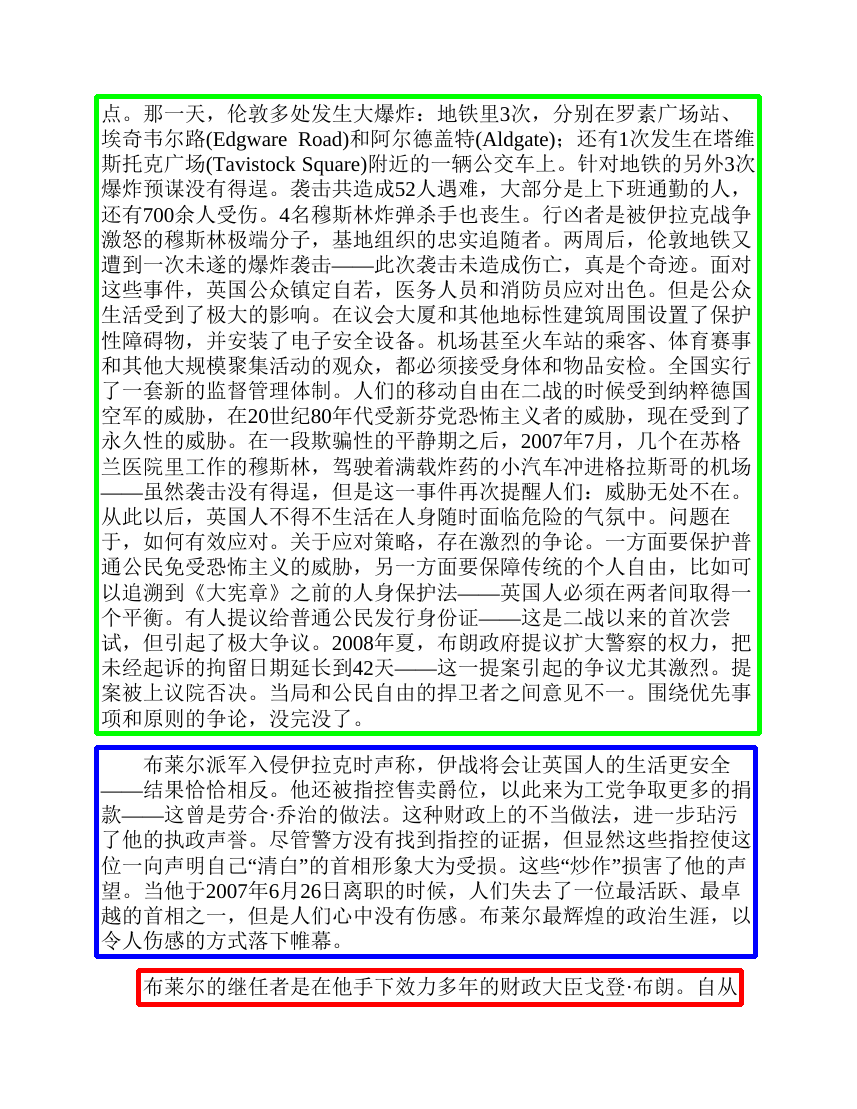 点。那一天，伦敦多处发生大爆炸：地铁里3次，分别在罗素广场站、
埃奇韦尔路(Edgware Road)和阿尔德盖特(Aldgate)；还有1次发生在塔维
斯托克广场(Tavistock Square)附近的一辆公交车上。针对地铁的另外3次
爆炸预谋没有得逞。袭击共造成52人遇难，大部分是上下班通勤的人，
还有700余人受伤。4名穆斯林炸弹杀手也丧生。行凶者是被伊拉克战争
激怒的穆斯林极端分子，基地组织的忠实追随者。两周后，伦敦地铁又
遭到一次未遂的爆炸袭击——此次袭击未造成伤亡，真是个奇迹。面对
这些事件，英国公众镇定自若，医务人员和消防员应对出色。但是公众
生活受到了极大的影响。在议会大厦和其他地标性建筑周围设置了保护
性障碍物，并安装了电子安全设备。机场甚至火车站的乘客、体育赛事
和其他大规模聚集活动的观众，都必须接受身体和物品安检。全国实行
了一套新的监督管理体制。人们的移动自由在二战的时候受到纳粹德国
空军的威胁，在20世纪80年代受新芬党恐怖主义者的威胁，现在受到了
永久性的威胁。在一段欺骗性的平静期之后，2007年7月，几个在苏格
兰医院里工作的穆斯林，驾驶着满载炸药的小汽车冲进格拉斯哥的机场
——虽然袭击没有得逞，但是这一事件再次提醒人们：威胁无处不在。
从此以后，英国人不得不生活在人身随时面临危险的气氛中。问题在
于，如何有效应对。关于应对策略，存在激烈的争论。一方面要保护普
通公民免受恐怖主义的威胁，另一方面要保障传统的个人自由，比如可
以追溯到《大宪章》之前的人身保护法——英国人必须在两者间取得一
个平衡。有人提议给普通公民发行身份证——这是二战以来的首次尝
试，但引起了极大争议。2008年夏，布朗政府提议扩大警察的权力，把
未经起诉的拘留日期延长到42天——这一提案引起的争议尤其激烈。提
案被上议院否决。当局和公民自由的捍卫者之间意见不一。围绕优先事
项和原则的争论，没完没了。
布莱尔派军入侵伊拉克时声称，伊战将会让英国人的生活更安全
——结果恰恰相反。他还被指控售卖爵位，以此来为工党争取更多的捐
款——这曾是劳合·乔治的做法。这种财政上的不当做法，进一步玷污
了他的执政声誉。尽管警方没有找到指控的证据，但显然这些指控使这
位一向声明自己“清白”的首相形象大为受损。这些“炒作”损害了他的声
望。当他于2007年6月26日离职的时候，人们失去了一位最活跃、最卓
越的首相之一，但是人们心中没有伤感。布莱尔最辉煌的政治生涯，以
令人伤感的方式落下帷幕。
布莱尔的继任者是在他手下效力多年的财政大臣戈登·布朗。自从